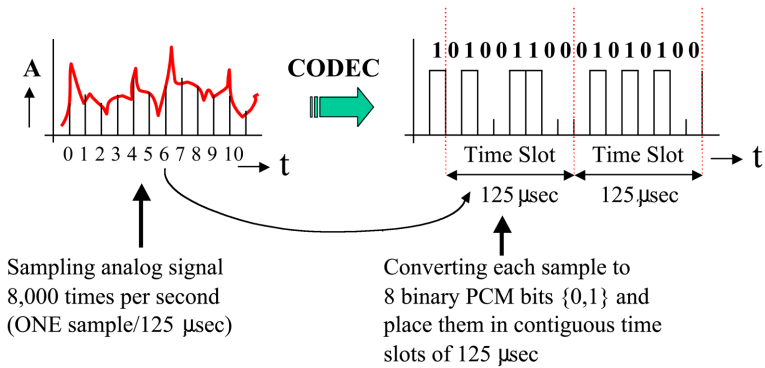 A
CODEC
1 0 1 0 0 1 1 0 0 0 1 0 1 0 1 0 0
0 1 2 3 4 5 6 7 8 9 10
t
Time Slot
Time Slot
t
125 μsec
125 μsec
Sampling analog signal
8,000 times per second
(ONE sample/125 μsec)
Converting each sample to
8 binary PCM bits {0,1} and
place them in contiguous time
slots of 125 μsec